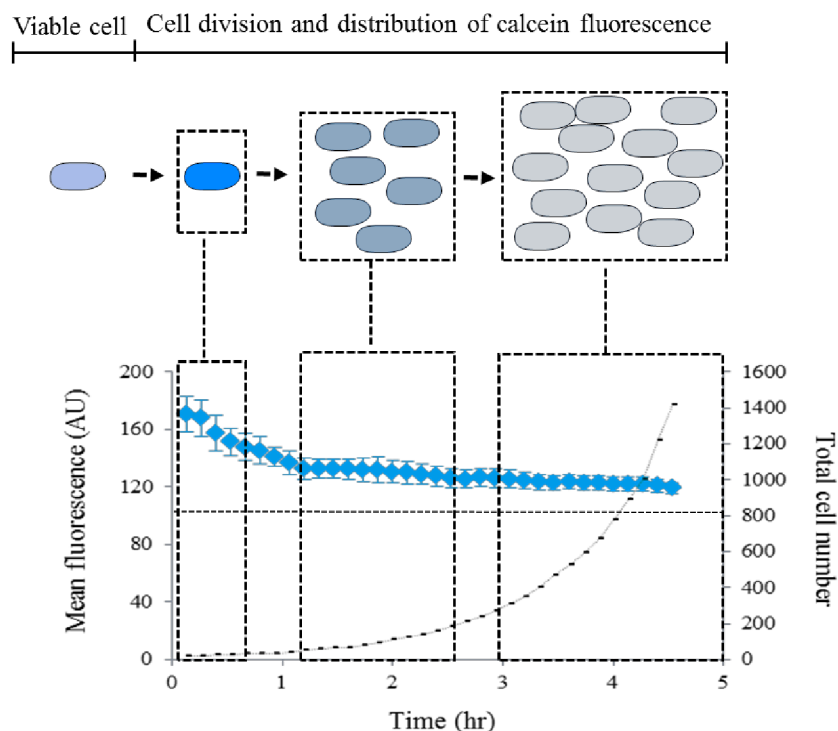 Viable cell
Cell division and distribution of calcein fluorescence
Mean fluorescence (AU)
200
160
120
80
40
0
1600
1400
1200
1000
800
600
400
200
0
Total cell number
0 1 2 3 4 5
Time (hr)